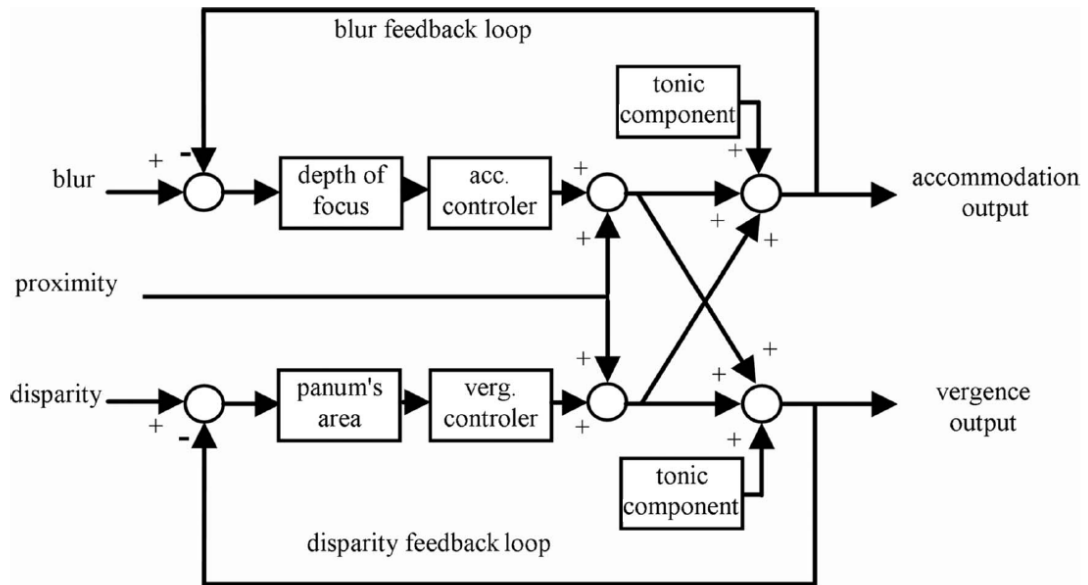 blur feedback loop
tonic
component
+
-
+
+
blur
depth of
focus
acc.
controler
accommodation
output
+
+
+
proximity
+
+
+
disparity
panum's
area
verg.
controler
+
vergence
output
+
-
+
+
tonic
component
disparity feedback loop